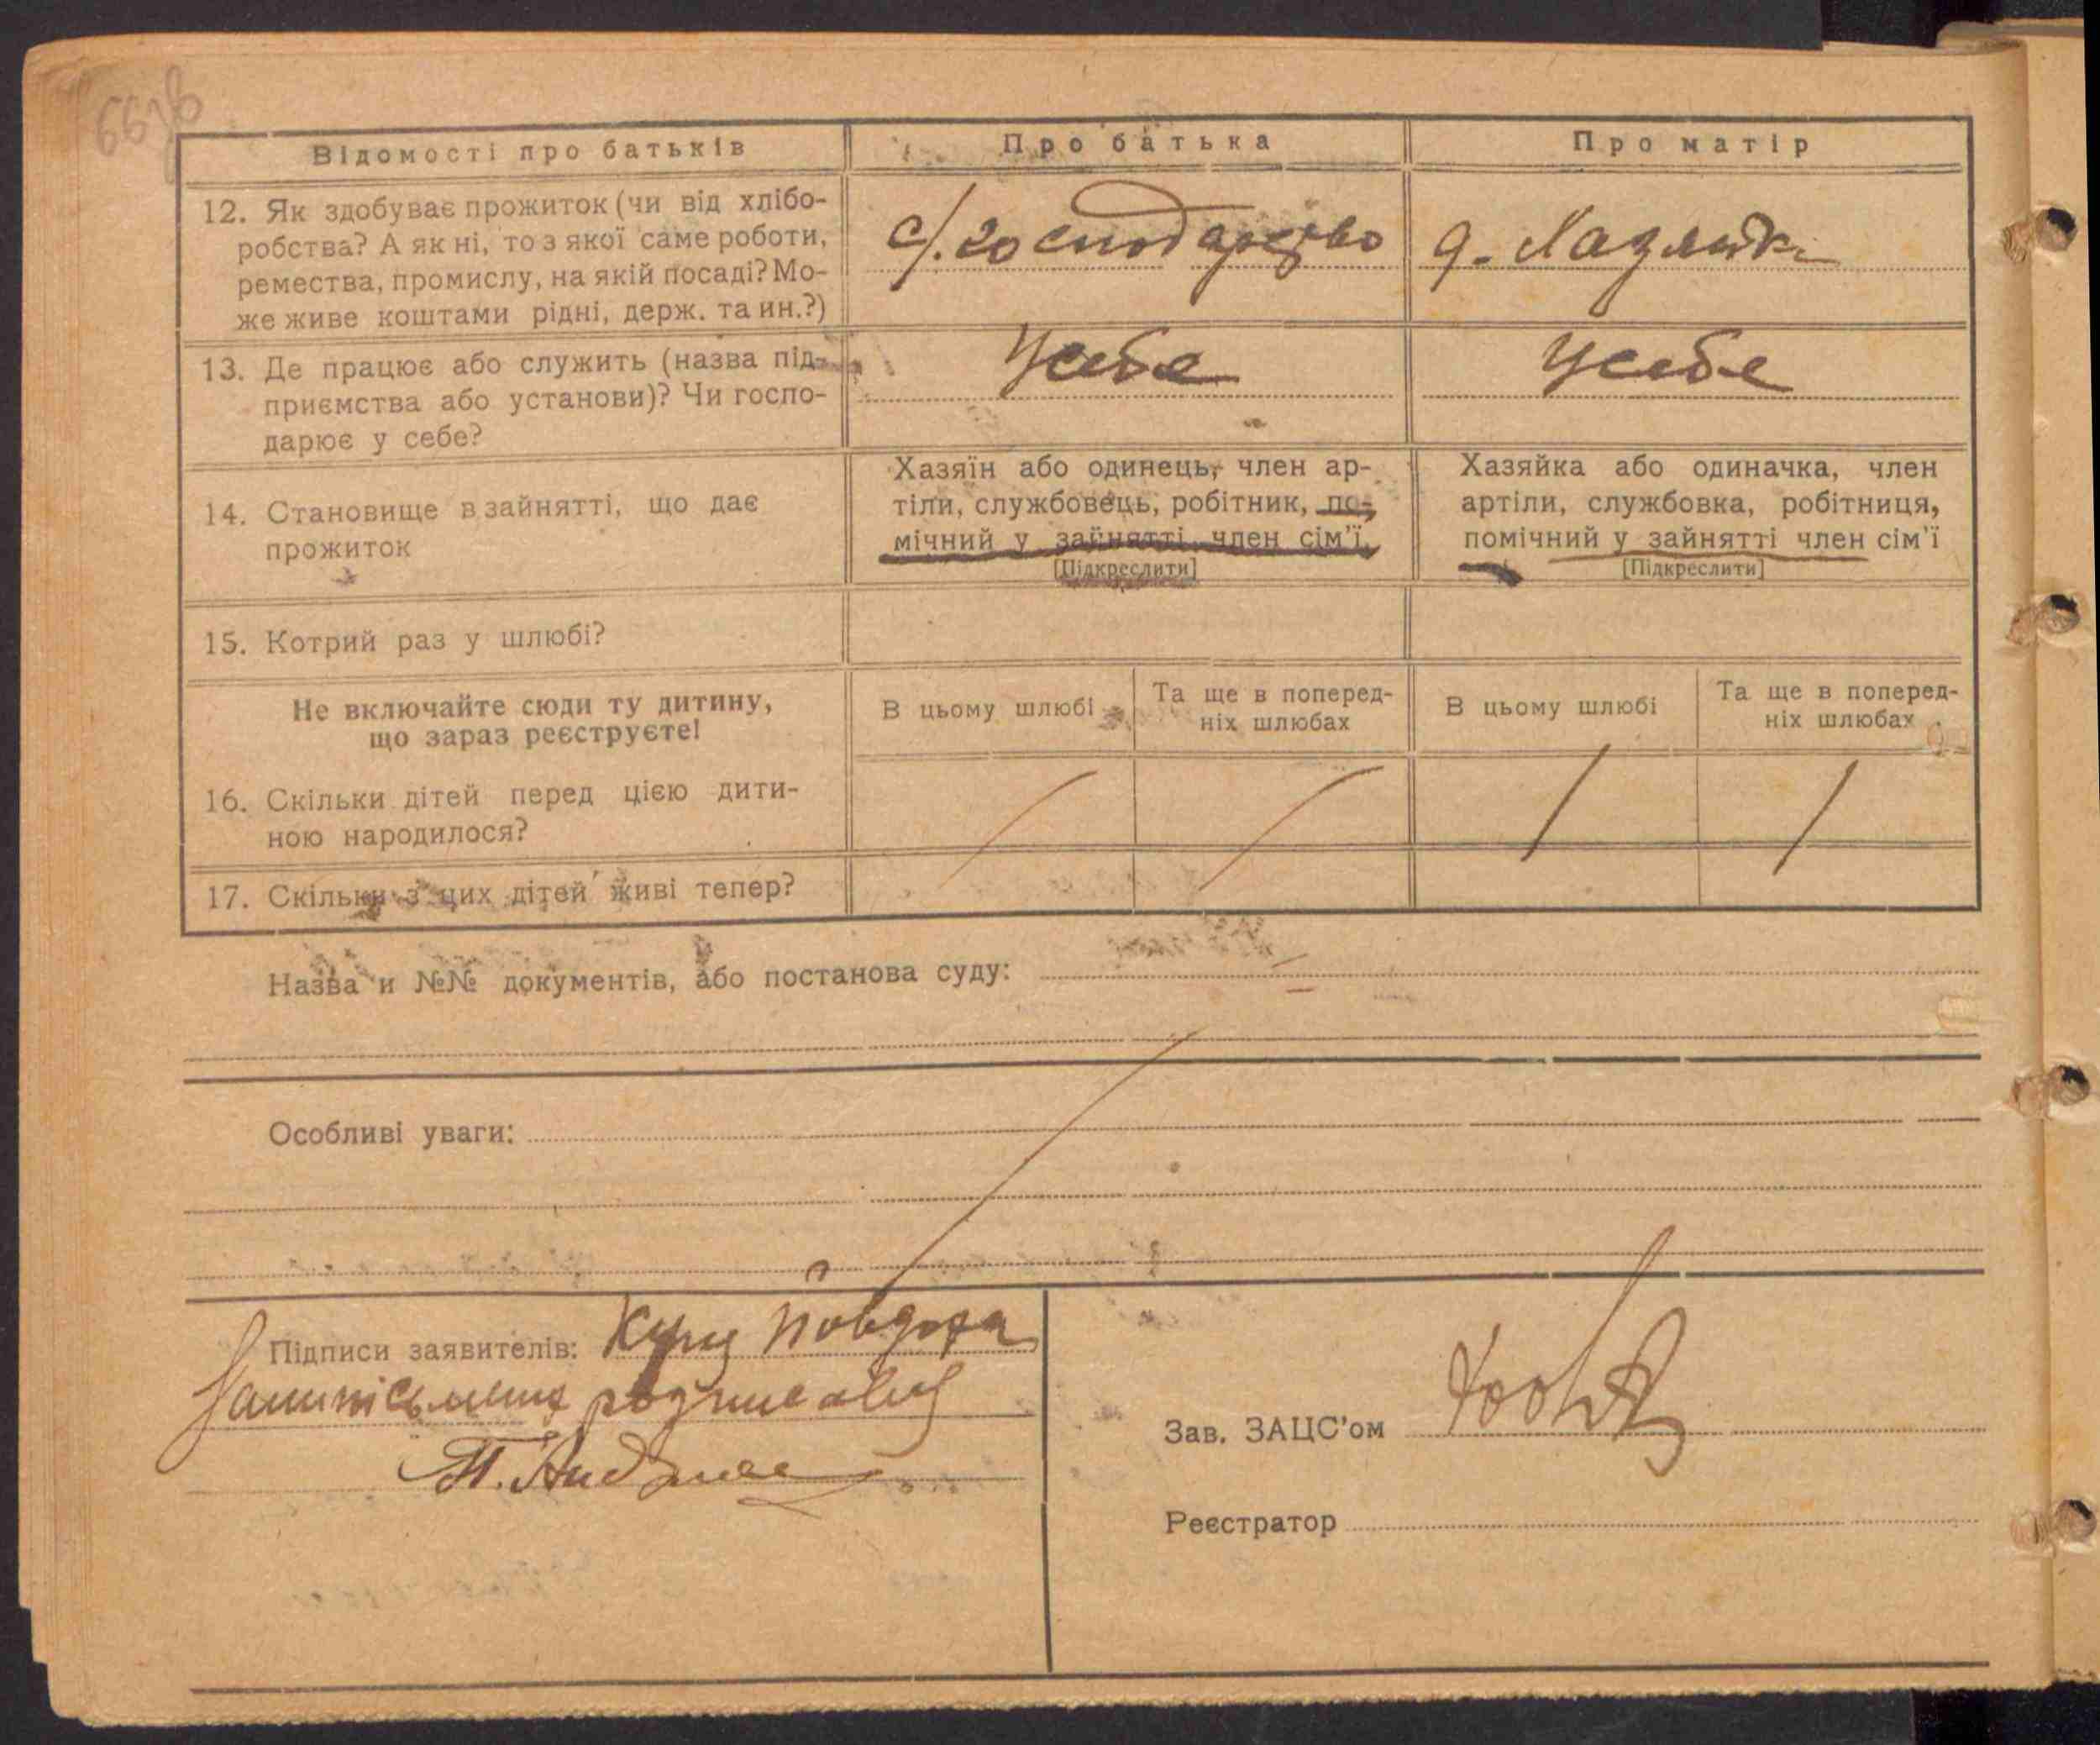 Відомості про батьків
Про батька
Про матір
12. Як здобуває прожиток (чи від хлібо-
робства? А як ні, то з якої саме роботи,
ремества, промислу, на якій посаді? Мо-
же живе коштами рідні, держ. та ин.?)
с/. господарство
13. Де працює або служить (назва під-
приємства або установи)? Чи госпо-
дарює у себе?
У себе
У себе
14. Становище в зайнятті, що дає
прожиток
Хазяїн або одинець, член ар-
тіли, службовець, робітник, по-
мічний у зайнятті член сім'ї
[Підкреслити]
Хазяйка або одиначка, член
артіли, службовка, робітниця,
помічний у зайнятті член сім'ї
[Підкреслити]
15. Котрий раз у шлюбі?
Не включайте сюди ту дитину,
що зараз реєструєте!
В цьому шлюбі
Та ще в поперед-
ніх шлюбах
В цьому шлюбі
Та ще в поперед-
ніх шлюбах
16. Скільки дітей перед цією дити-
ною народилося?
17. Скільки з цих дітей живі тепер?
Назва и №№ документів, або постанова суду:
Особливі уваги:
Підписи заявителів:
Зав. ЗАЦС'ом
Реєстратор